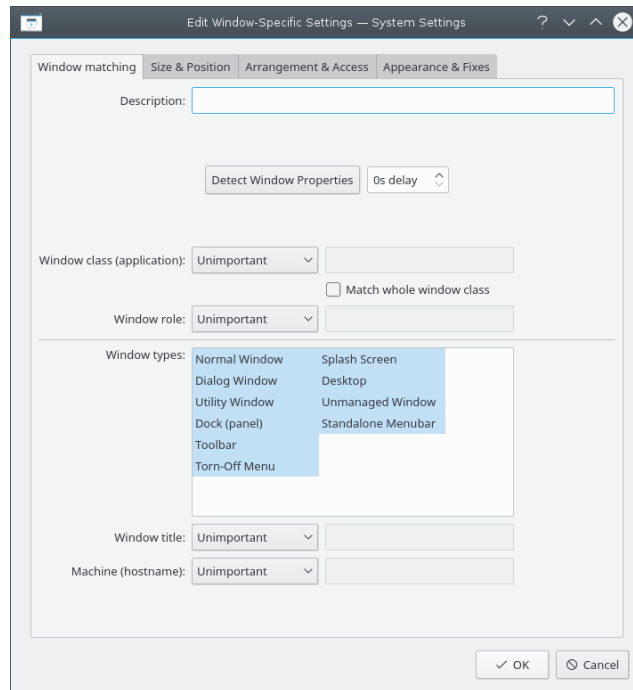 Edit Window-Specific Settings — System Settings
Window matching Size & Position Arrangement & Access Appearance & Fixes
Description:
Detect Window Properties 0s delay
Window class (application): Unimportant
Match whole window class
Window role: Unimportant
Window types: Normal Window Splash Screen
Dialog Window Desktop
Utility Window Unmanaged Window
Dock (panel) Standalone Menubar
Toolbar
Torn-Off Menu
Window title: Unimportant
Machine (hostname): Unimportant
OK Cancel